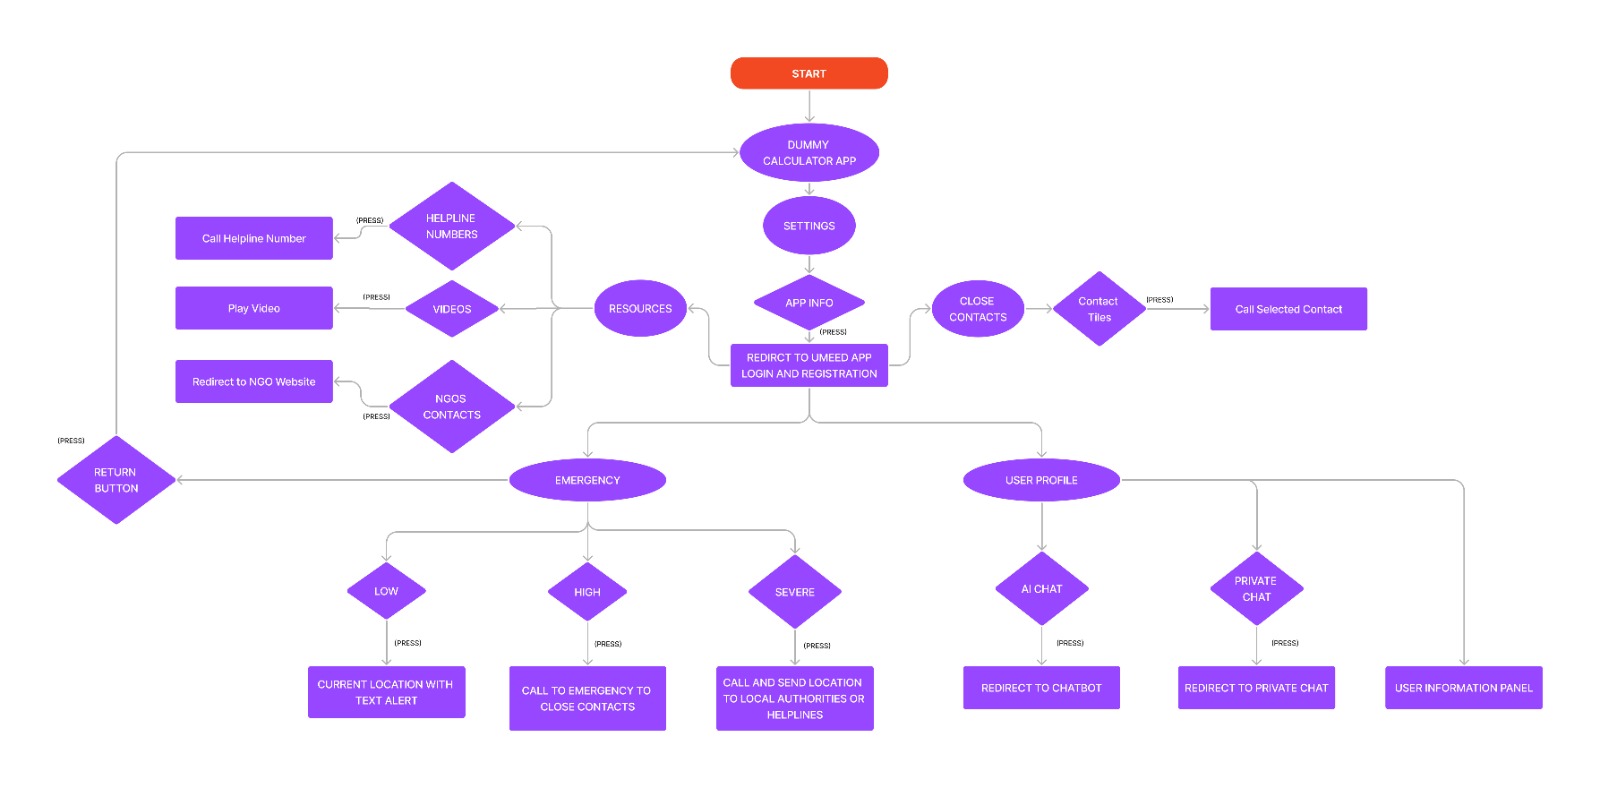 START
DUMMY
CALCULATOR APP
SETTINGS
APP INFO
(PRESS)
REDIRCT TO UMEED APP
LOGIN AND REGISTRATION
HELPLINE
NUMBERS
(PRESS)
Call Helpline Number
VIDEOS
(PRESS)
Play Video
RESOURCES
NGOS
CONTACTS
(PRESS)
Redirect to NGO Website
CLOSE
CONTACTS
Contact
Tiles
(PRESS)
Call Selected Contact
(PRESS)
RETURN
BUTTON
EMERGENCY
USER PROFILE
LOW
HIGH
SEVERE
AI CHAT
PRIVATE
CHAT
(PRESS)
(PRESS)
(PRESS)
(PRESS)
(PRESS)
CURRENT LOCATION WITH
TEXT ALERT
CALL TO EMERGENCY TO
CLOSE CONTACTS
CALL AND SEND LOCATION
TO LOCAL AUTHORITIES OR
HELPLINES
REDIRECT TO CHATBOT
REDIRECT TO PRIVATE CHAT
USER INFORMATION PANEL